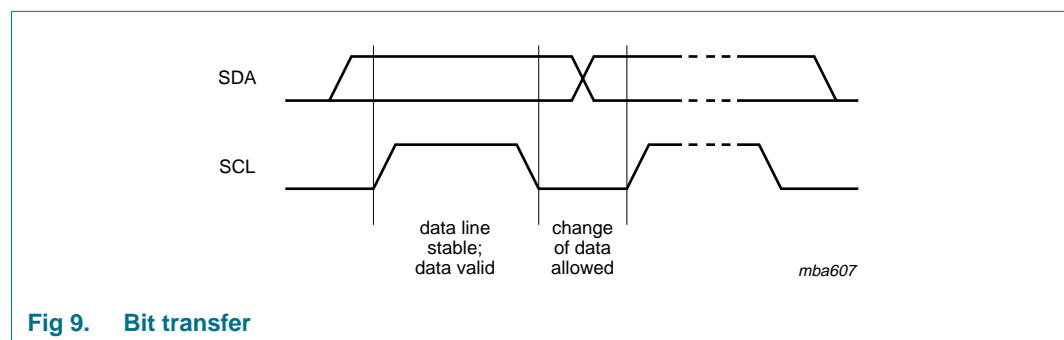 SDA
SCL
data line
stable;
data valid
change
of data
allowed
mba607
Fig 9. Bit transfer